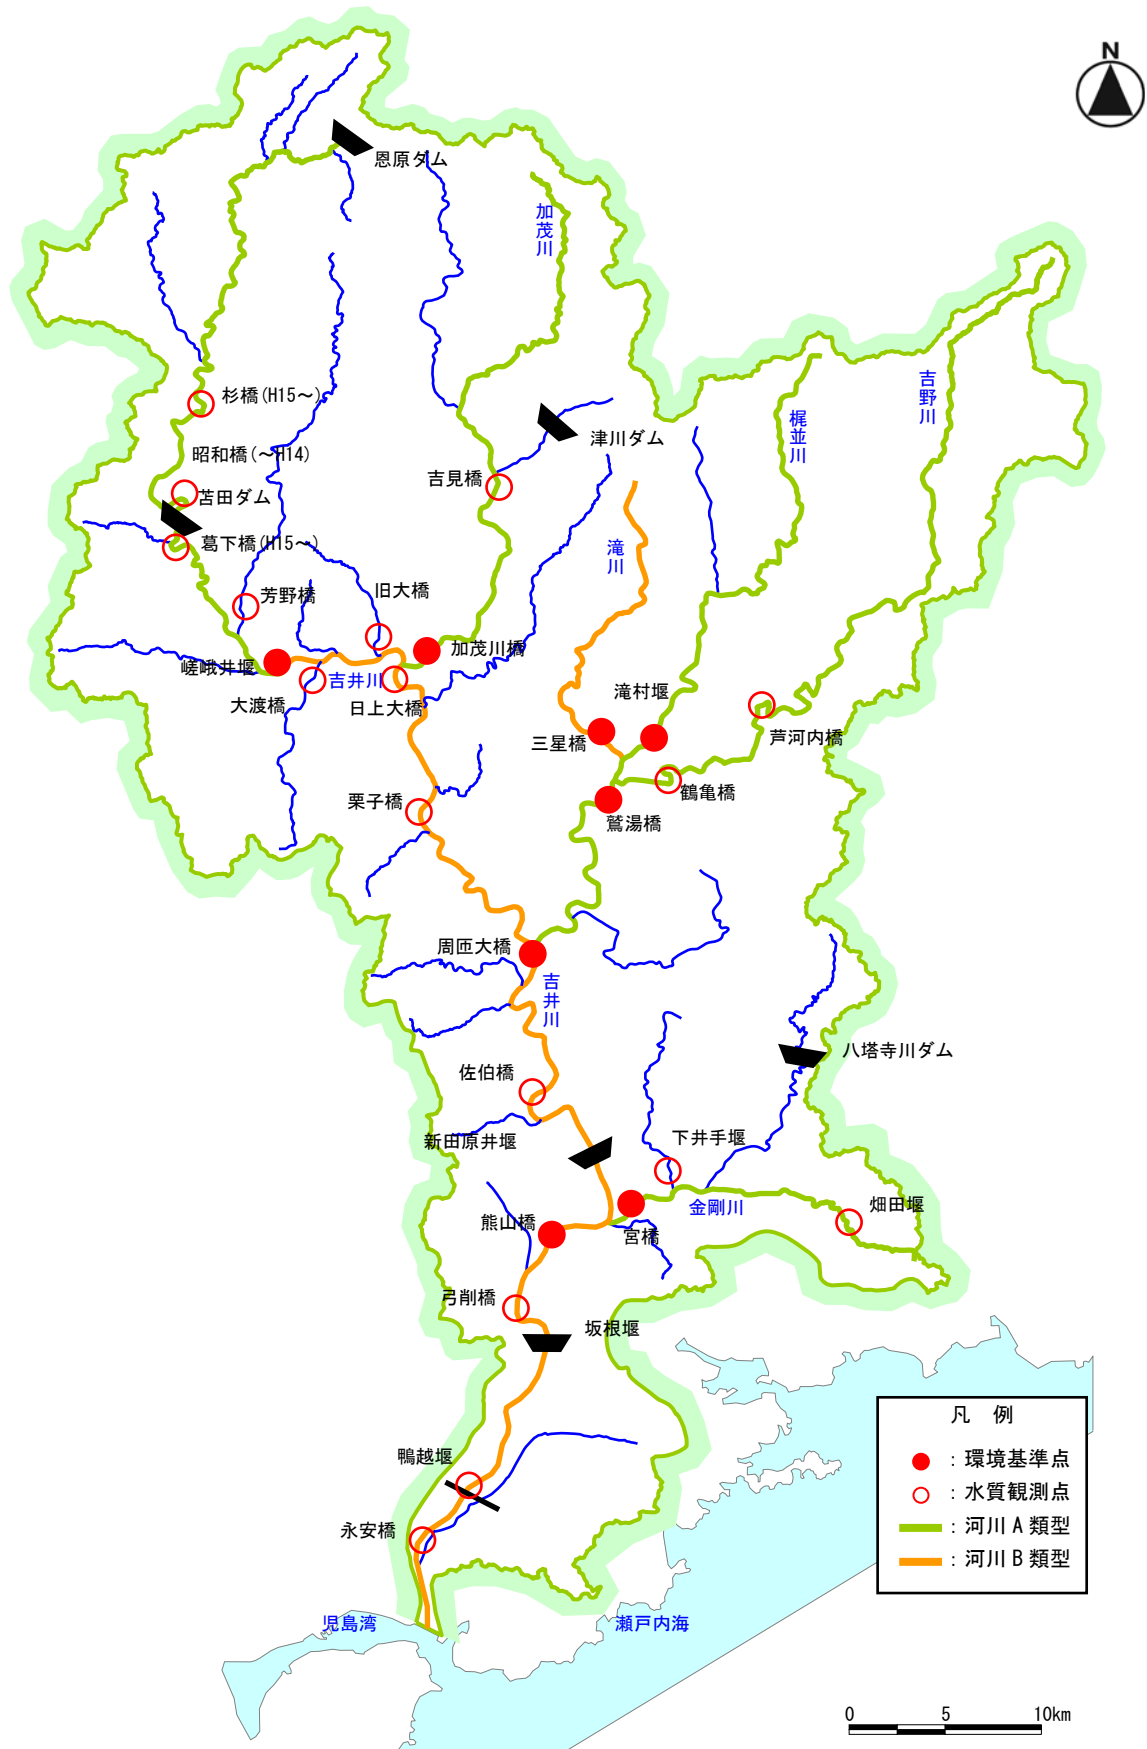 N
恩原ダム
加茂川
吉野川
梶並川
杉橋(H15～)
津川ダム
昭和橋(～H14)
吉見橋
苫田ダム
葛下橋(H15～)
滝川
芳野橋
旧大橋
加茂川橋
嵯峨井堰
吉井川
大渡橋
日上大橋
滝村堰
三星橋
芦河内橋
鶴亀橋
栗子橋
鷲湯橋
周匝大橋
吉井川
八塔寺川ダム
佐伯橋
新田原井堰
下井手堰
金剛川
畑田堰
熊山橋
宮橋
弓削橋
坂根堰
凡 例
：環境基準点
：水質観測点
：河川A類型
：河川B類型
鴨越堰
永安橋
児島湾
瀬戸内海
0 5 10km